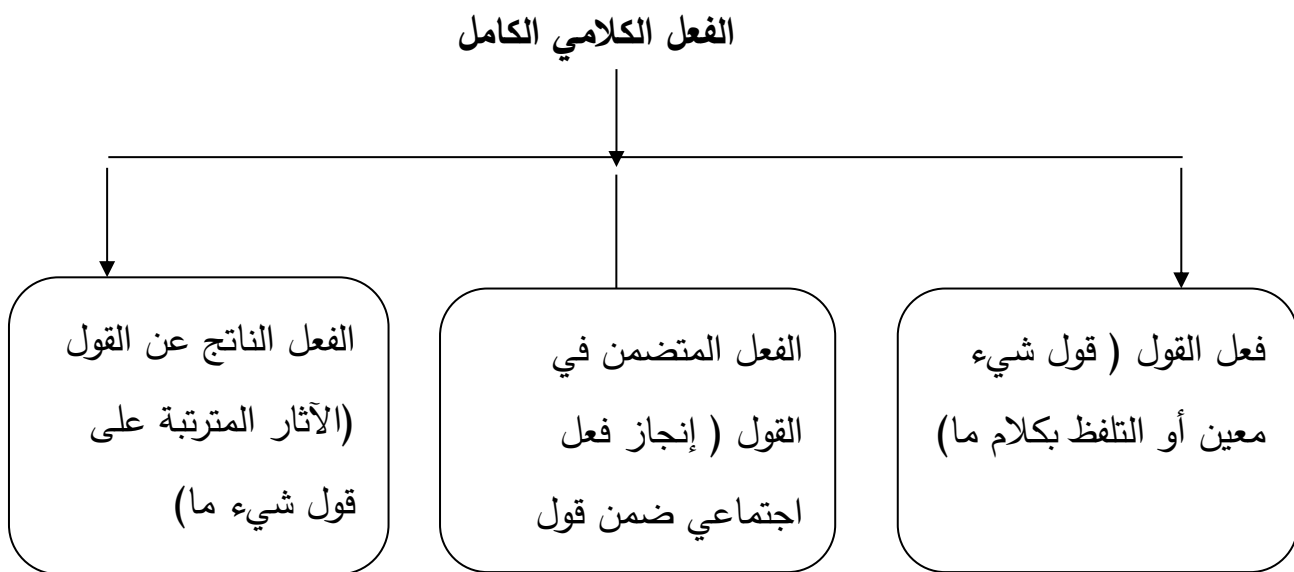 الفعل الكلامي الكامل
فعل القول ( قول شيء
معين أو التلفظ بكلام ما)
الفعل المتضمن في
القول ( إنجاز فعل
اجتماعي ضمن قول
الفعل الناتج عن القول
(الآثار المترتبة على
قول شيء ما)